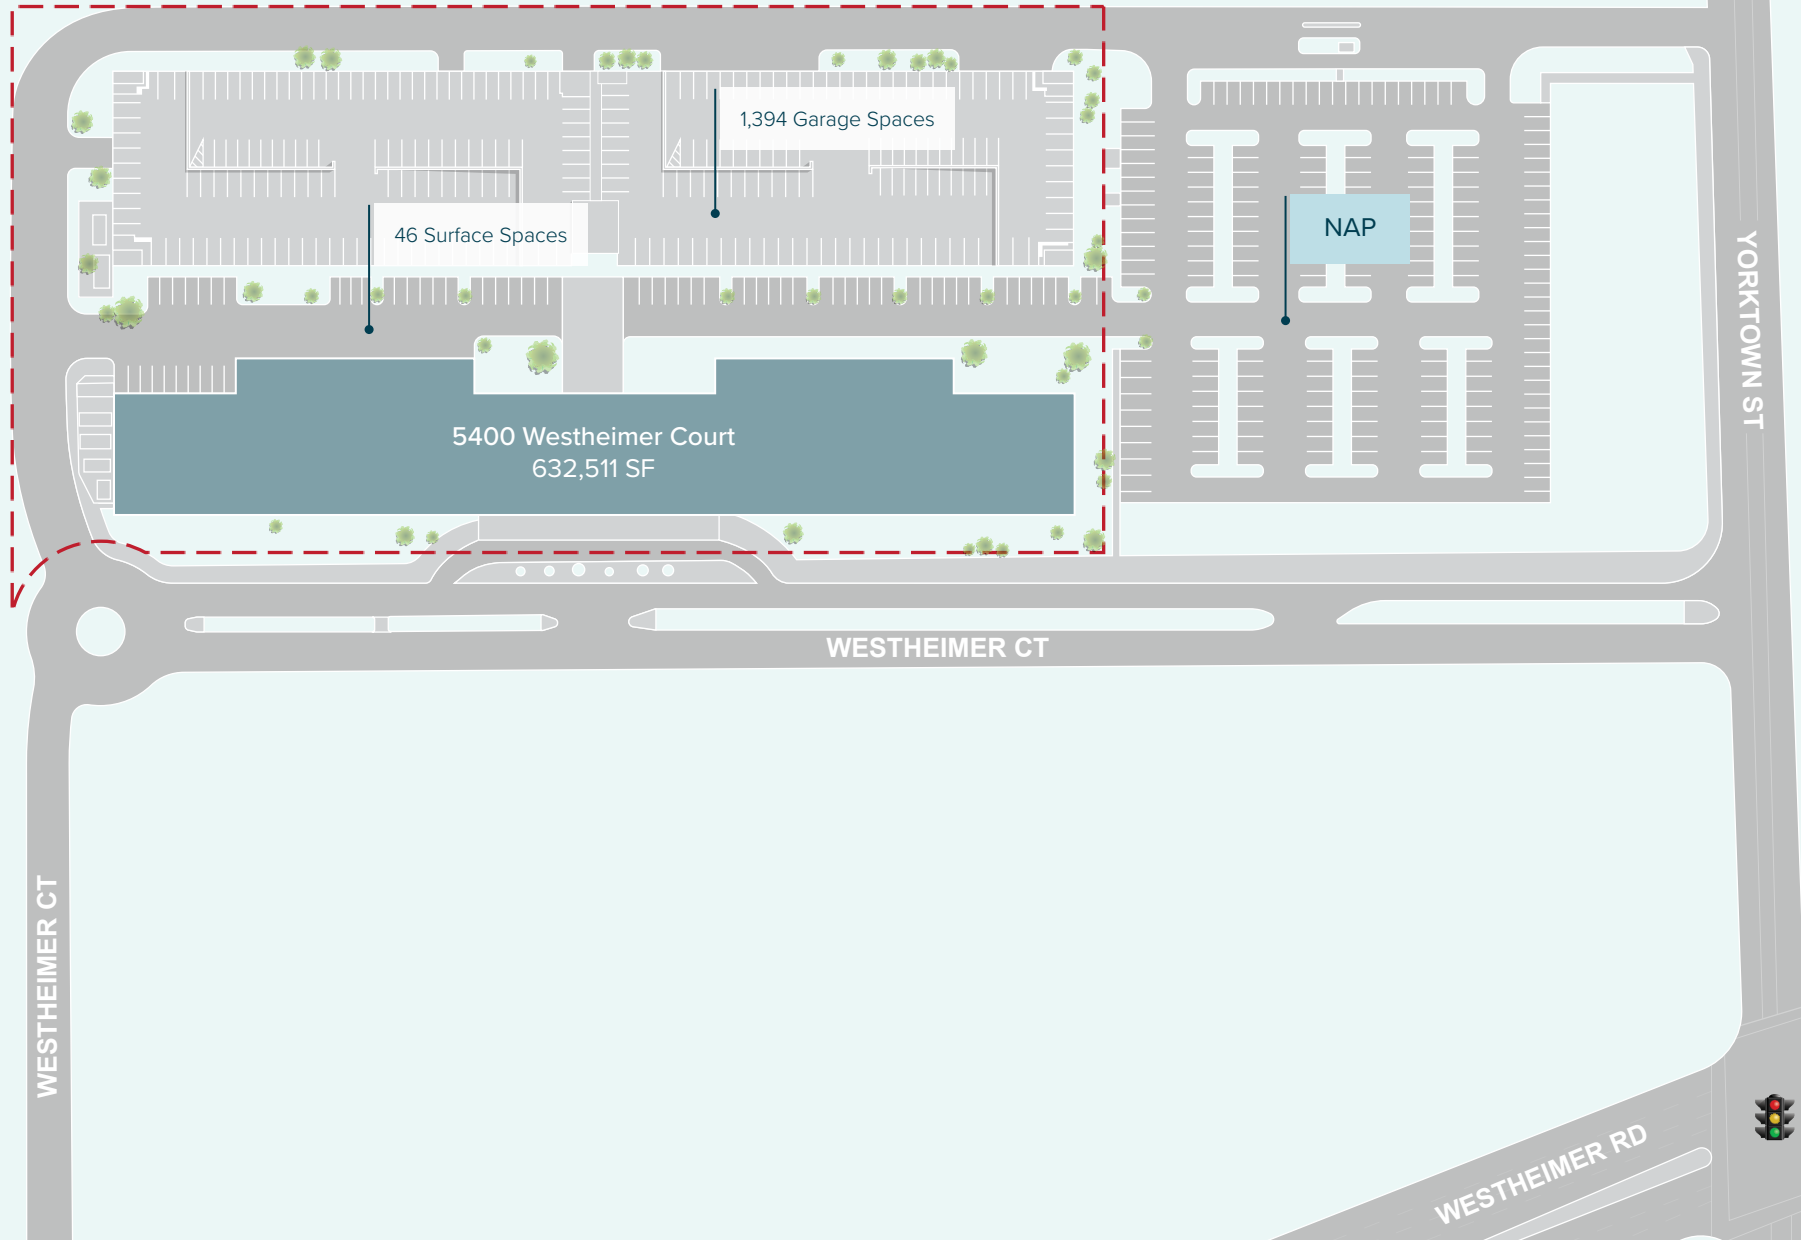 1,394 Garage Spaces
46 Surface Spaces
NAP
YORKTOWN ST
5400 Westheimer Court
632,511 SF
WESTHEIMER CT
WESTHEIMER CT
WESTHEIMER RD